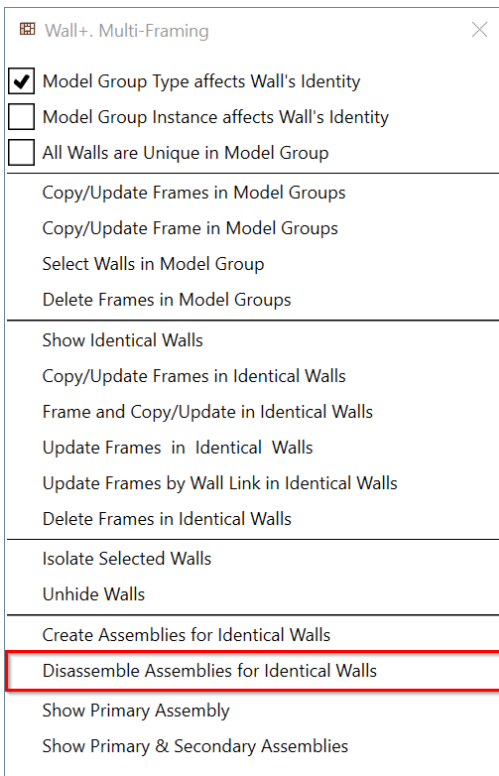 Wall+. Multi-Framing
Model Group Type affects Wall's Identity
Model Group Instance affects Wall's Identity
All Walls are Unique in Model Group
Copy/Update Frames in Model Groups
Copy/Update Frame in Model Groups
Select Walls in Model Group
Delete Frames in Model Groups
Show Identical Walls
Copy/Update Frames in Identical Walls
Frame and Copy/Update in Identical Walls
Update Frames in Identical Walls
Update Frames by Wall Link in Identical Walls
Delete Frames in Identical Walls
Isolate Selected Walls
Unhide Walls
Create Assemblies for Identical Walls
Disassemble Assemblies for Identical Walls
Show Primary Assembly
Show Primary & Secondary Assemblies